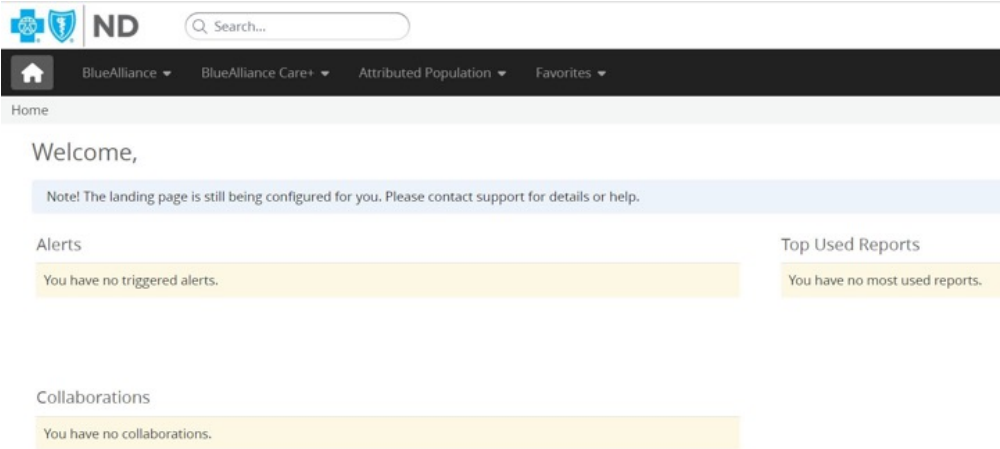 ND
Search...
BlueAlliance BlueAlliance Care+ Attributed Population Favorites
Home
Welcome,
Note! The landing page is still being configured for you. Please contact support for details or help.
Alerts
You have no triggered alerts.
Top Used Reports
You have no most used reports.
Collaborations
You have no collaborations.